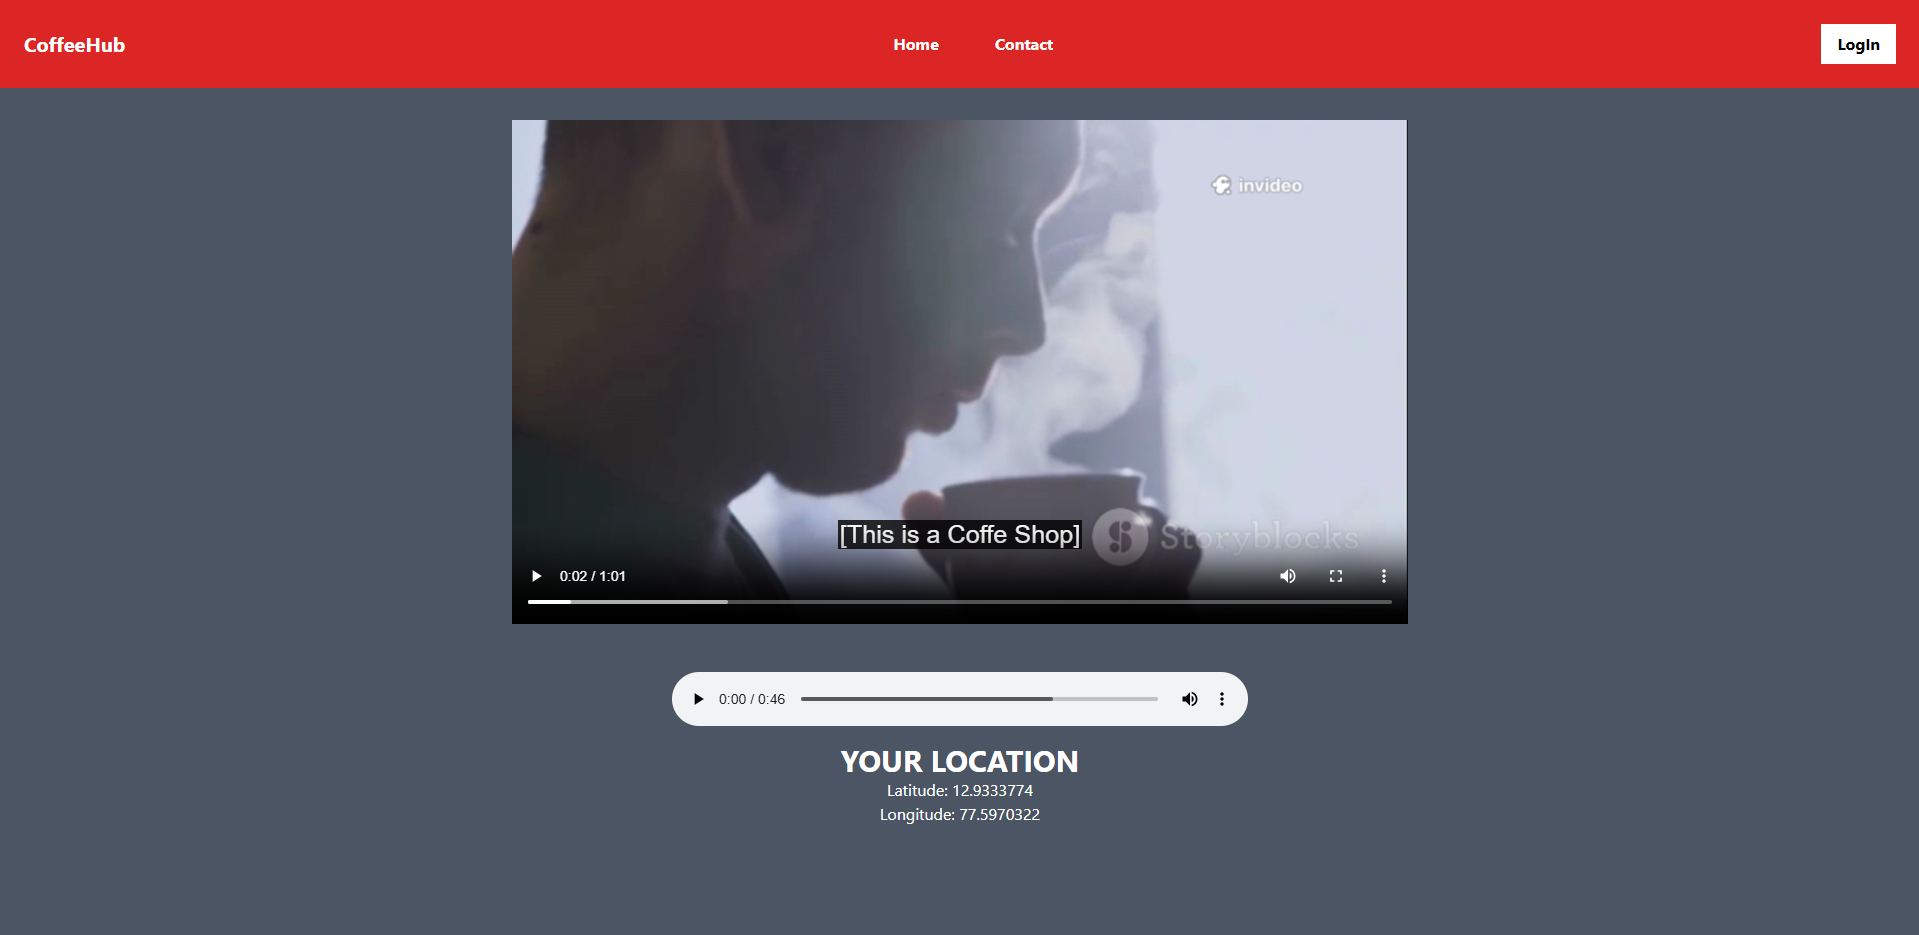 CoffeeHub
Home
Contact
LogIn
invideo
[This is a Coffe Shop]
Storyblocks
0:02 / 1:01
0:00 / 0:46
YOUR LOCATION
Latitude: 12.9333774
Longitude: 77.5970322